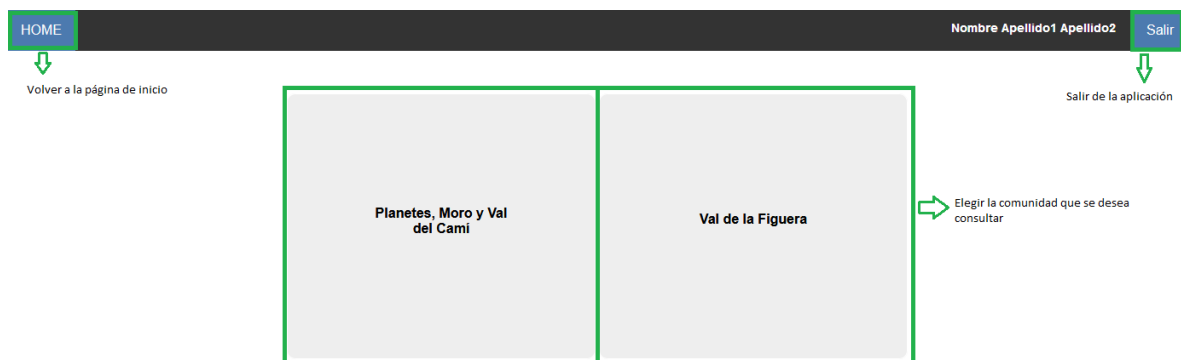 HOME
Nombre Apellido1 Apellido2
Salir
Volver a la página de inicio
Salir de la aplicación
Planetes, Moro y Val
del Camí
Val de la Figuera
Elegir la comunidad que se desea
consultar